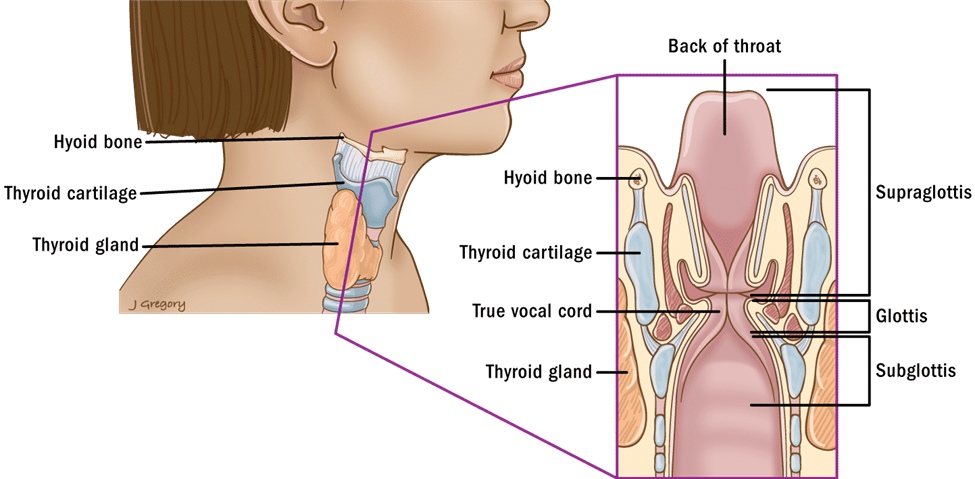 Hyoid bone
Thyroid cartilage
Thyroid gland
J Gregory
Back of throat
Hyoid bone
Thyroid cartilage
True vocal cord
Thyroid gland
Supraglottis
Glottis
Subglottis